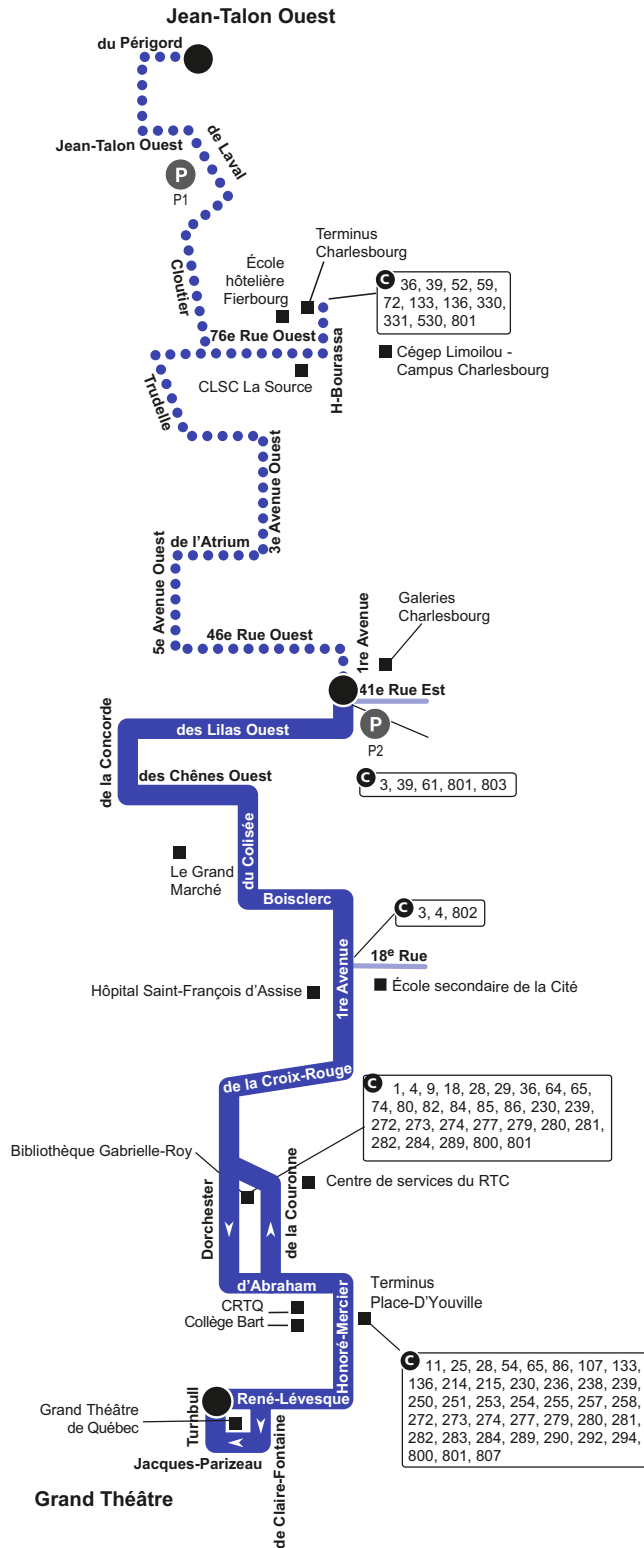 Jean-Talon Ouest
du Périgord
Jean-Talon Ouest
de Laval
P
P1
Cloutier
Terminus
Charlesbourg
École
hôtelière
Fierbourg
C 36, 39, 52, 59,
72, 133, 136, 330,
331, 530, 801
76e Rue Ouest
H-Bourassa
Cégep Limoilou -
Campus Charlesbourg
CLSC La Source
Trudelle
3e Avenue Ouest
de l'Atrium
5e Avenue Ouest
46e Rue Ouest
1re Avenue
Galeries
Charlesbourg
41e Rue Est
P
P2
des Lilas Ouest
de la Concorde
des Chênes Ouest
C 3, 39, 61, 801, 803
du Colisée
Le Grand
Marché
Boisclerc
C 3, 4, 802
18e Rue
1re Avenue
Hôpital Saint-François d'Assise
École secondaire de la Cité
de la Croix-Rouge
C 1, 4, 9, 18, 28, 29, 36, 64, 65,
74, 80, 82, 84, 85, 86, 230, 239,
272, 273, 274, 277, 279, 280, 281,
282, 284, 289, 800, 801
Bibliothèque Gabrielle-Roy
Dorchester
de la Couronne
Centre de services du RTC
d'Abraham
CRTQ
Collège Bart
Honoré-Mercier
Terminus
Place-D'Youville
C 11, 25, 28, 54, 65, 86, 107, 133,
136, 214, 215, 230, 236, 238, 239,
250, 251, 253, 254, 255, 257, 258,
272, 273, 274, 277, 279, 280, 281,
282, 283, 284, 289, 290, 292, 294,
800, 801, 807
René-Lévesque
Turnbull
Grand Théâtre
de Québec
Jacques-Parizeau
de Claire-Fontaine
Grand Théâtre